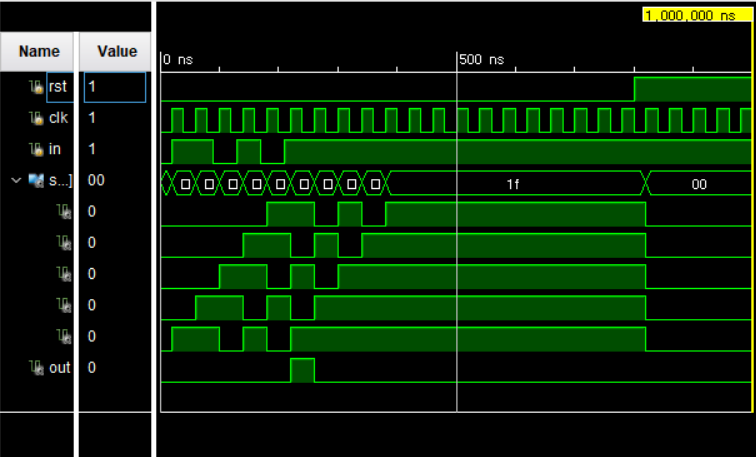 1,000,000 ns
Name Value
0 ns 500 ns
rst 1
clk 1
in 1
s...] 00 1f 00
0
0
0
0
0
out 0